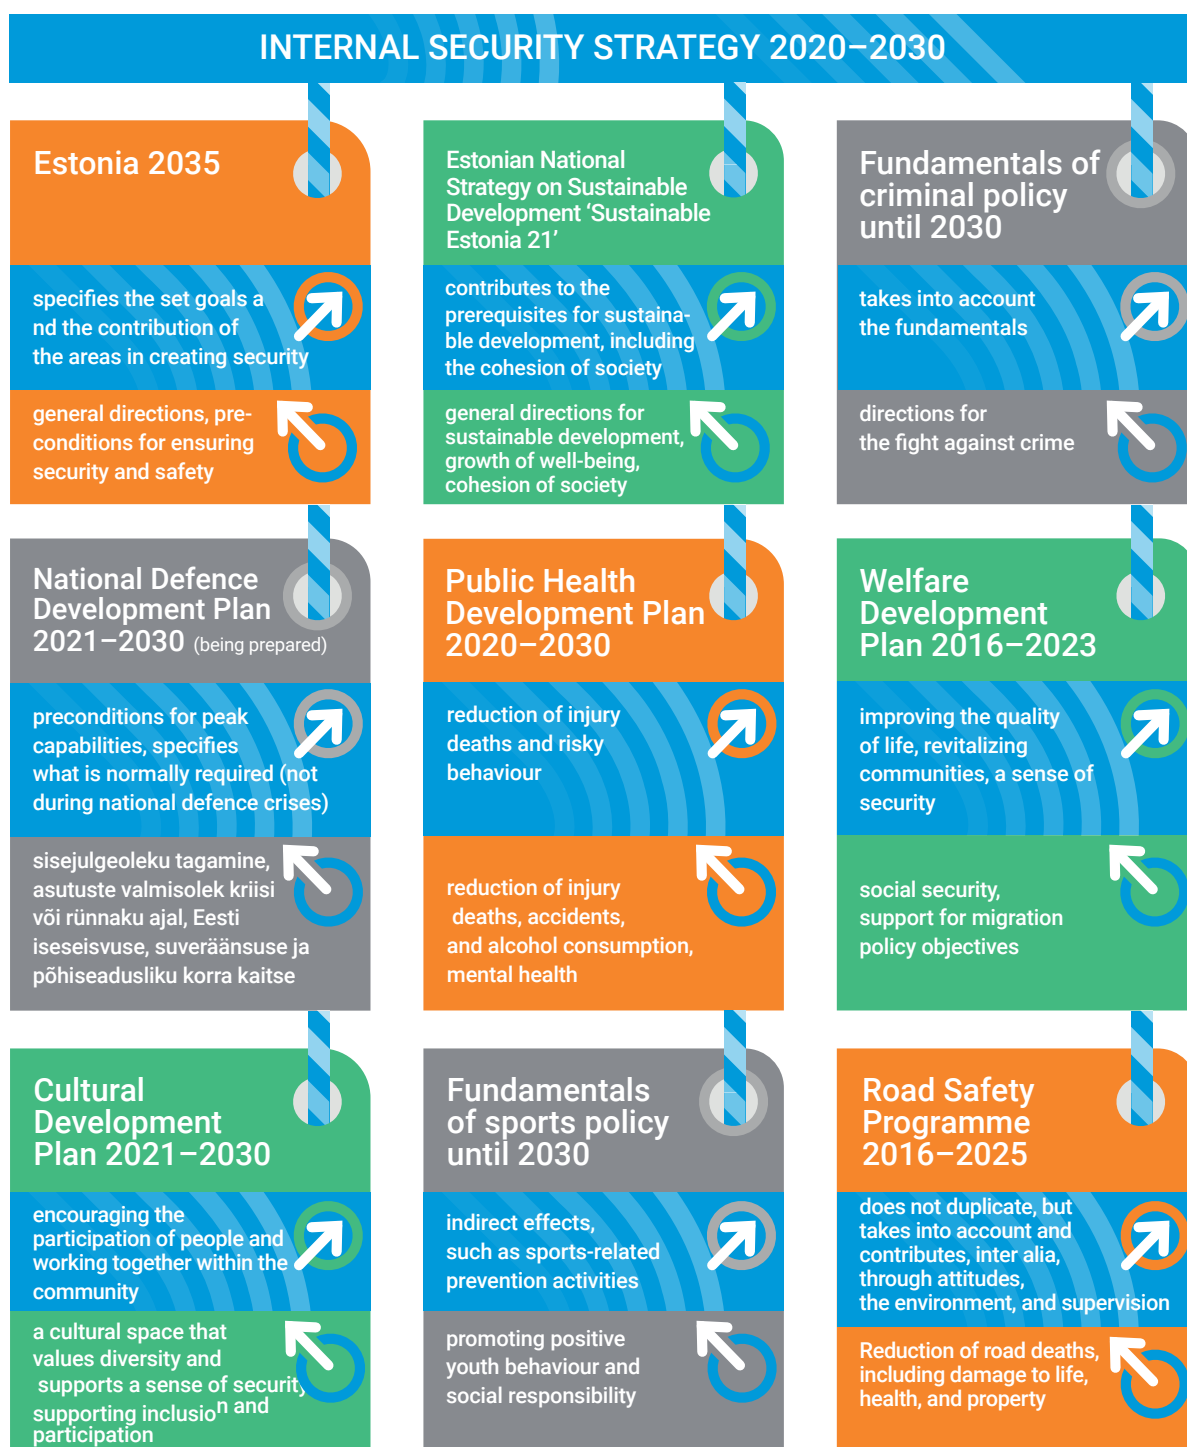 INTERNAL SECURITY STRATEGY 2020–2030
Estonia 2035
specifies the set goals a
nd the contribution of
the areas in creating security
general directions, pre-
conditions for ensuring
security and safety
Estonian National
Strategy on Sustainable
Development ‘Sustainable
Estonia 21’
contributes to the
prerequisites for sustaina-
ble development, including
the cohesion of society
general directions for
sustainable development,
growth of well-being,
cohesion of society
Fundamentals of
criminal policy
until 2030
takes into account
the fundamentals
directions for
the fight against crime
National Defence
Development Plan
2021–2030 (being prepared)
preconditions for peak
capabilities, specifies
what is normally required (not
during national defence crises)
sisejulgeoleku tagamine,
asutuste valmisolek kriisi
või rünnaku ajal, Eesti
iseseisvuse, suveräänsuse ja
põhiseadusliku korra kaitse
Public Health
Development Plan
2020–2030
reduction of injury
deaths and risky
behaviour
reduction of injury
deaths, accidents,
and alcohol consumption,
mental health
Welfare
Development
Plan 2016–2023
improving the quality
of life, revitalizing
communities, a sense of
security
social security,
support for migration
policy objectives
Cultural
Development
Plan 2021–2030
encouraging the
participation of people and
working together within the
community
a cultural space that
values diversity and
supports a sense of security
supporting inclusion and
participation
Fundamentals
of sports policy
until 2030
indirect effects,
such as sports-related
prevention activities
promoting positive
youth behaviour and
social responsibility
Road Safety
Programme
2016–2025
does not duplicate, but
takes into account and
contributes, inter alia,
through attitudes,
the environment, and supervision
Reduction of road deaths,
including damage to life,
health, and property